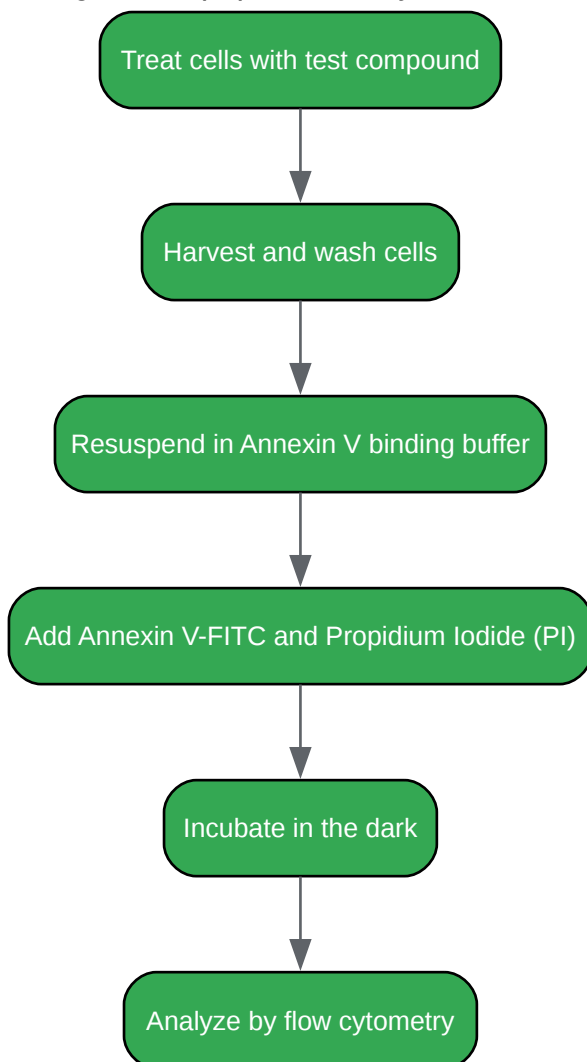 Treat cells with test compound
Harvest and wash cells
Resuspend in Annexin V binding buffer
Add Annexin V-FITC and Propidium Iodide (PI)
Incubate in the dark
Analyze by flow cytometry